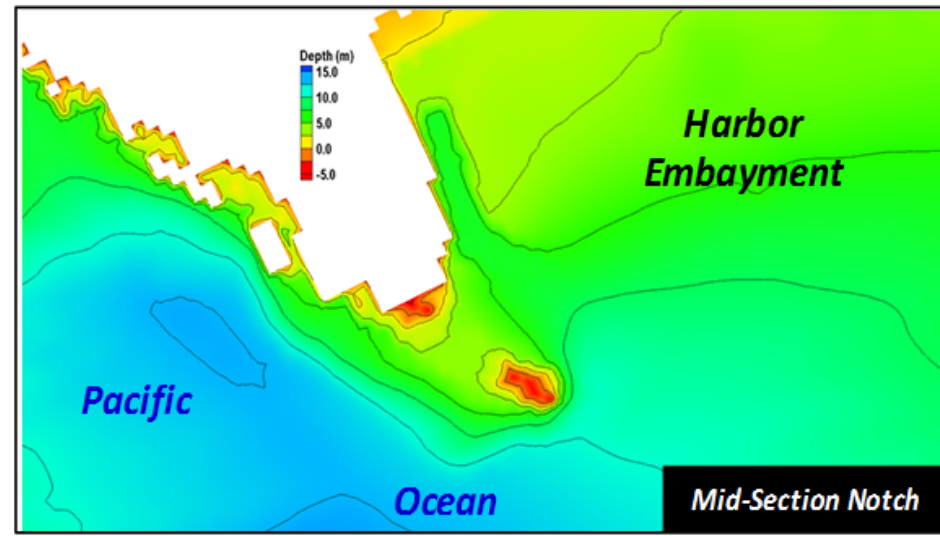 Depth (m)
15.0
10.0
5.0
0.0
-5.0
Harbor
Embayment
Pacific
Ocean
Mid-Section Notch